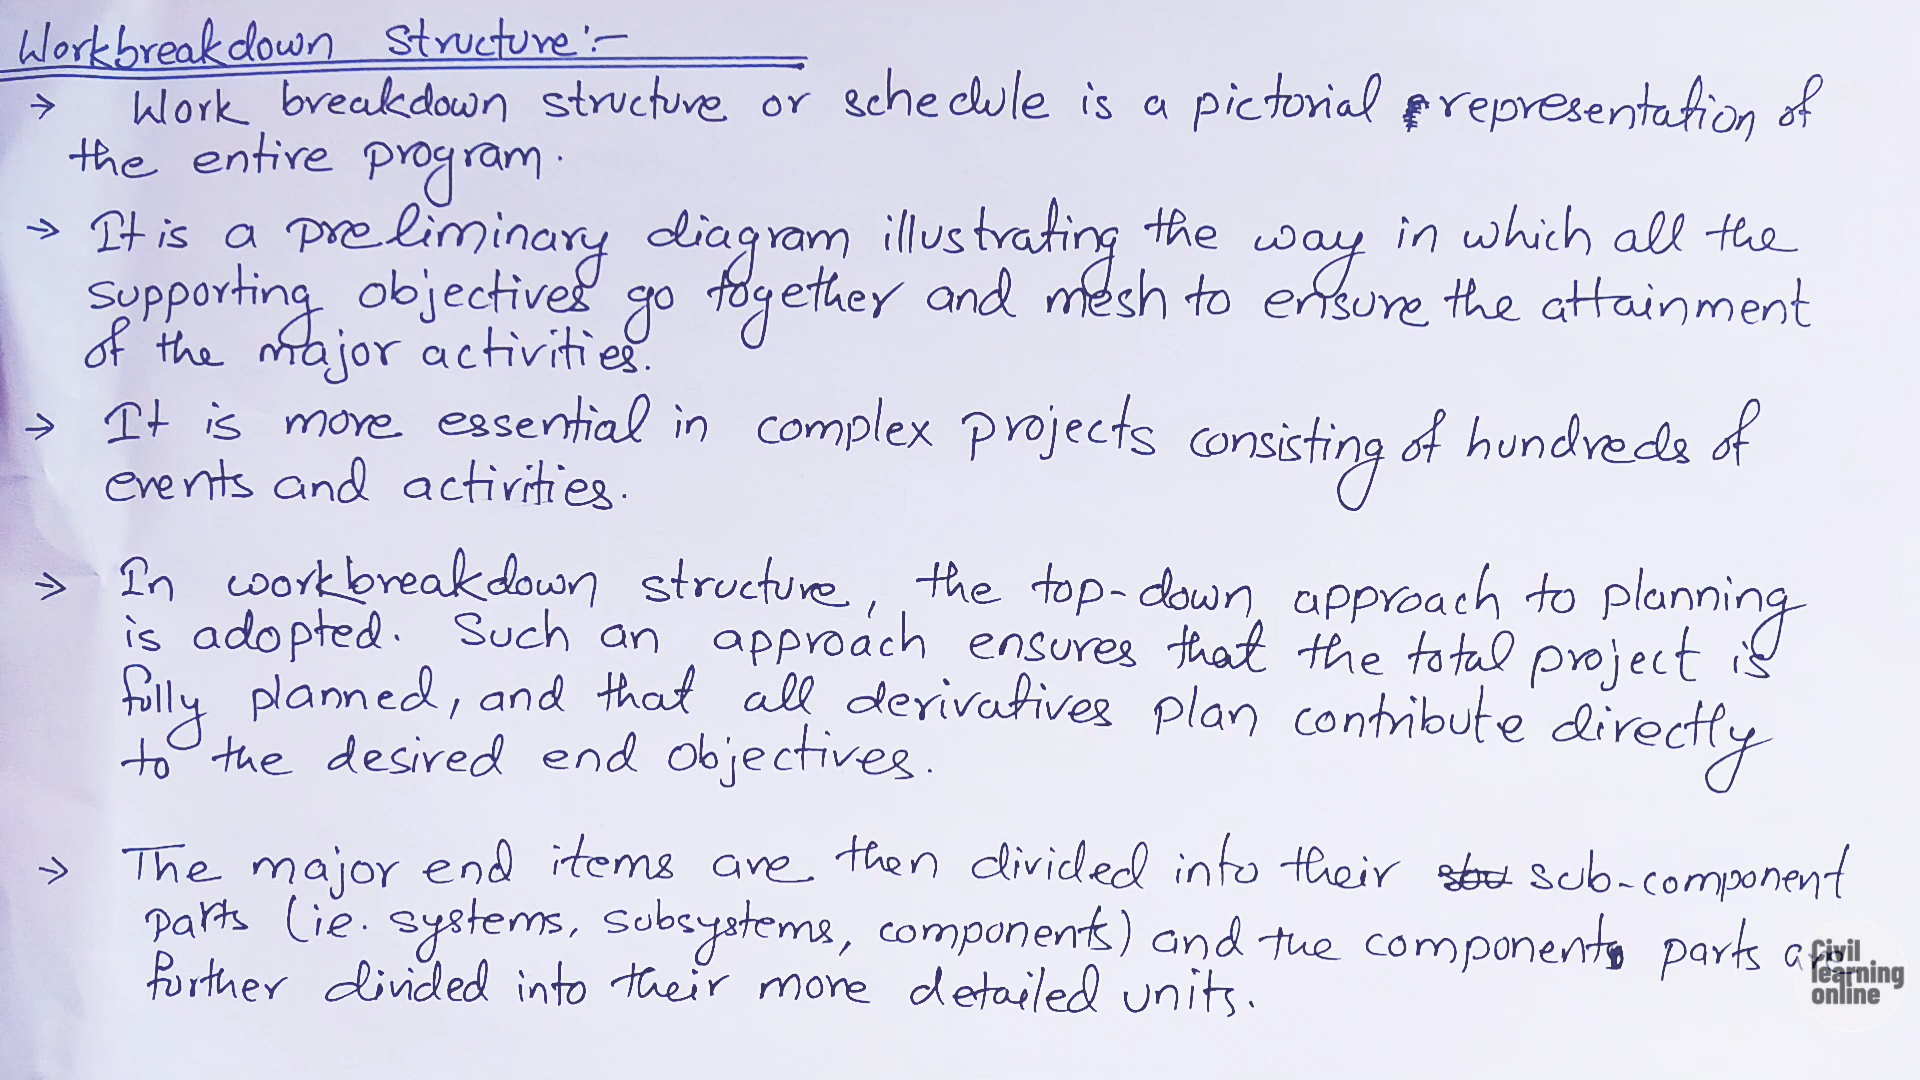 Workbreakdown Structure:-
→ Work breakdown structure or schedule is a pictorial representation of
the entire program.
→ It is a preliminary diagram illustrating the way in which all the
supporting objectives go together and mesh to ensure the attainment
of the major activities.
→ It is more essential in complex projects consisting of hundreds of
events and activities.
→ In workbreakdown structure, the top-down approach to planning
is adopted. Such an approach ensures that the total project is
fully planned, and that all derivatives plan contribute directly
to the desired end objectives.
→ The major end items are then divided into their sub-component
parts (ie. systems, subsystems, components) and the components parts
further divided into their more detailed units.
Civil
learning
online